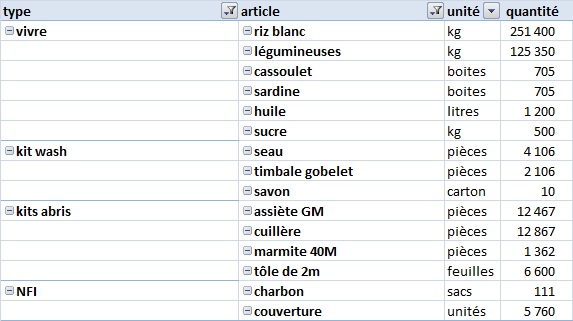 type article unité quantité
vivre riz blanc kg 251 400
légumineuses kg 125 350
cassoulet boites 705
sardine boites 705
huile litres 1 200
sucre kg 500
kit wash seau pièces 4 106
timbale gobelet pièces 2 106
savon carton 10
kits abris assiète GM pièces 12 467
cuillère pièces 12 867
marmite 40M pièces 1 362
tôle de 2m feuilles 6 600
NFI charbon sacs 111
couverture unités 5 760